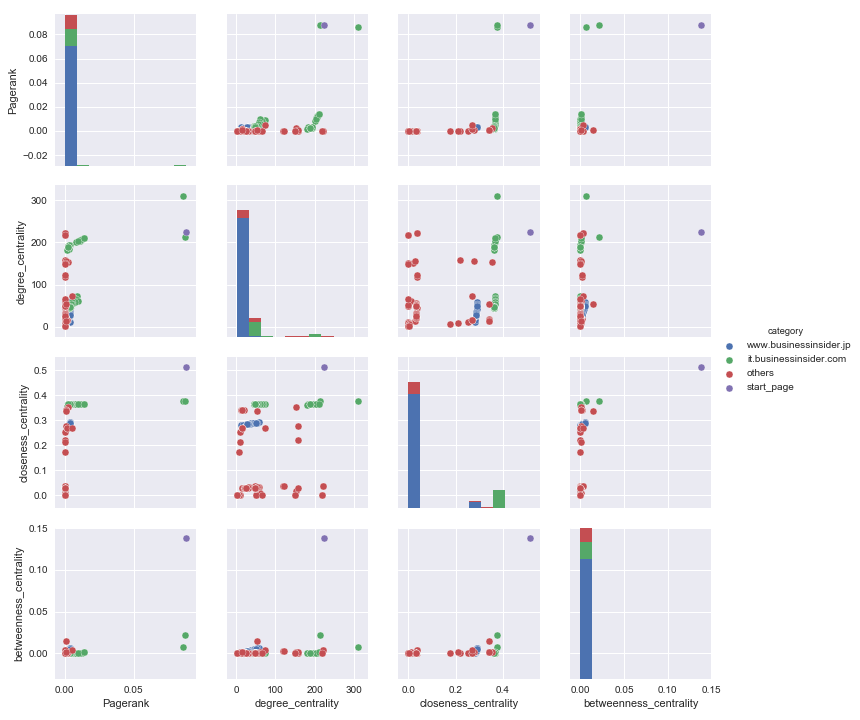 0.08
0.06
0.04
0.02
0.00
−0.02
Pagerank
300
200
100
0
degree_centrality
category
www.businessinsider.jp
it.businessinsider.com
others
start_page
0.5
0.4
0.3
0.2
0.1
0.0
closeness_centrality
0.15
0.10
0.05
0.00
betweenness_centrality
0.00 0.05 0 100 200 300 0.0 0.2 0.4 0.00 0.05 0.10 0.15
Pagerank degree_centrality closeness_centrality betweenness_centrality